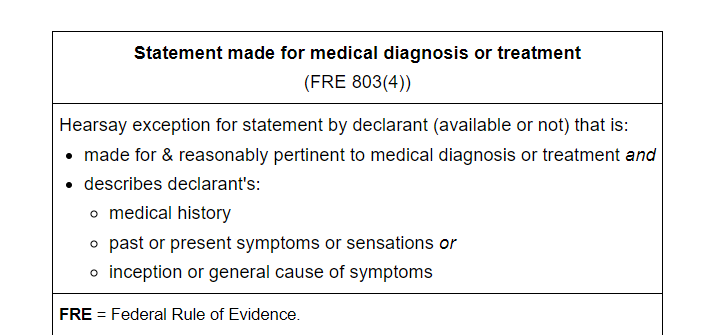 Statement made for medical diagnosis or treatment
(FRE 803(4))
Hearsay exception for statement by declarant (available or not) that is:
• made for & reasonably pertinent to medical diagnosis or treatment and
• describes declarant's:
○ medical history
○ past or present symptoms or sensations or
○ inception or general cause of symptoms
FRE = Federal Rule of Evidence.